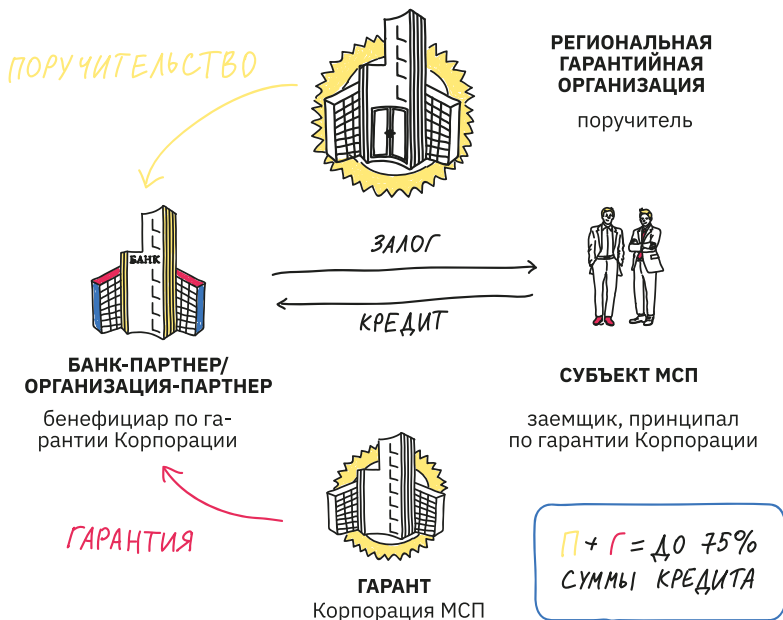 ПОРУЧИТЕЛЬСТВО
РЕГИОНАЛЬНАЯ
ГАРАНТИЙНАЯ
ОРГАНИЗАЦИЯ
поручитель
БАНК
ЗАЛОГ
КРЕДИТ
БАНК-ПАРТНЕР/
ОРГАНИЗАЦИЯ-ПАРТНЕР
бенефициар по га-
рантии Корпорации
СУБЪЕКТ МСП
заемщик, принципал
по гарантии Корпорации
ГАРАНТИЯ
ГАРАНТ
Корпорация МСП
П + Г = ДО 75%
СУММЫ КРЕДИТА